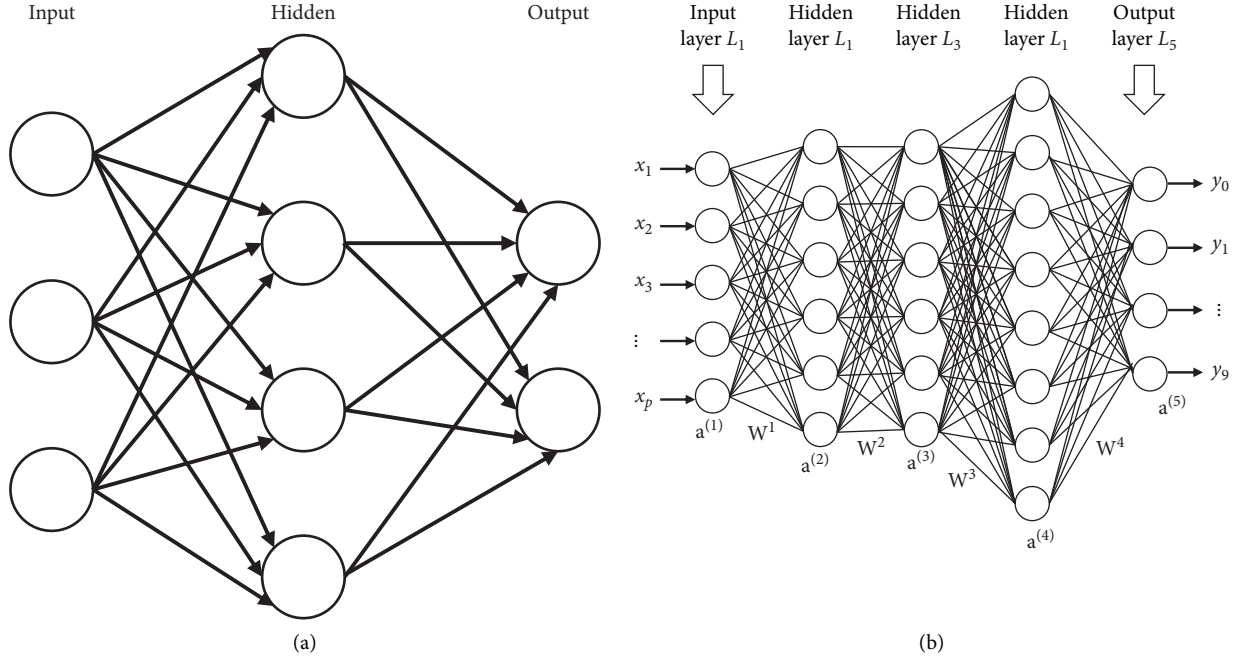 Input
Hidden
Output
(a)
Input
layer L₁
Hidden
layer L₁
Hidden
layer L₃
Hidden
layer L₁
Output
layer L₅
x₁
x₂
x₃
⋮
xₚ
y₀
y₁
⋮
y₉
a⁽¹⁾
W¹
a⁽²⁾
W²
a⁽³⁾
W³
a⁽⁴⁾
W⁴
a⁽⁵⁾
(b)